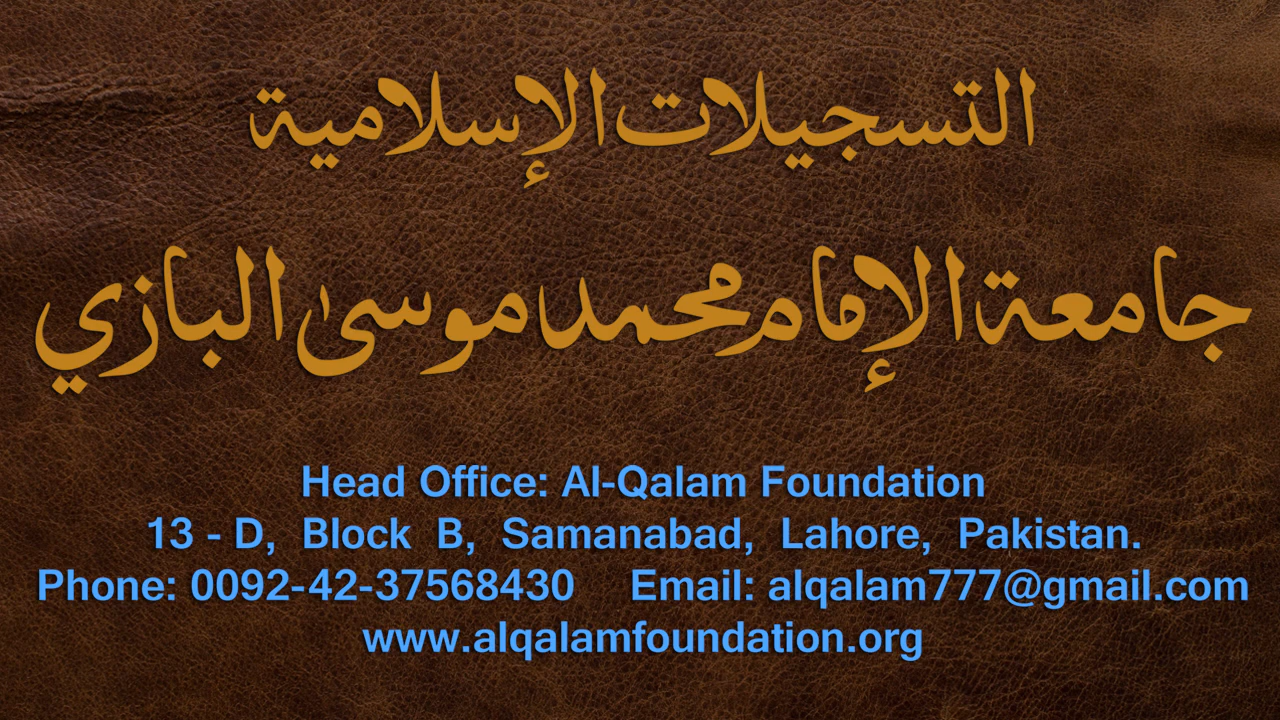 التسجيلات الإسلامية
جامعة الإمام محمد موسىٰ البازي
Head Office: Al-Qalam Foundation
13 - D, Block B, Samanabad, Lahore, Pakistan.
Phone: 0092-42-37568430 Email: alqalam777@gmail.com
www.alqalamfoundation.org